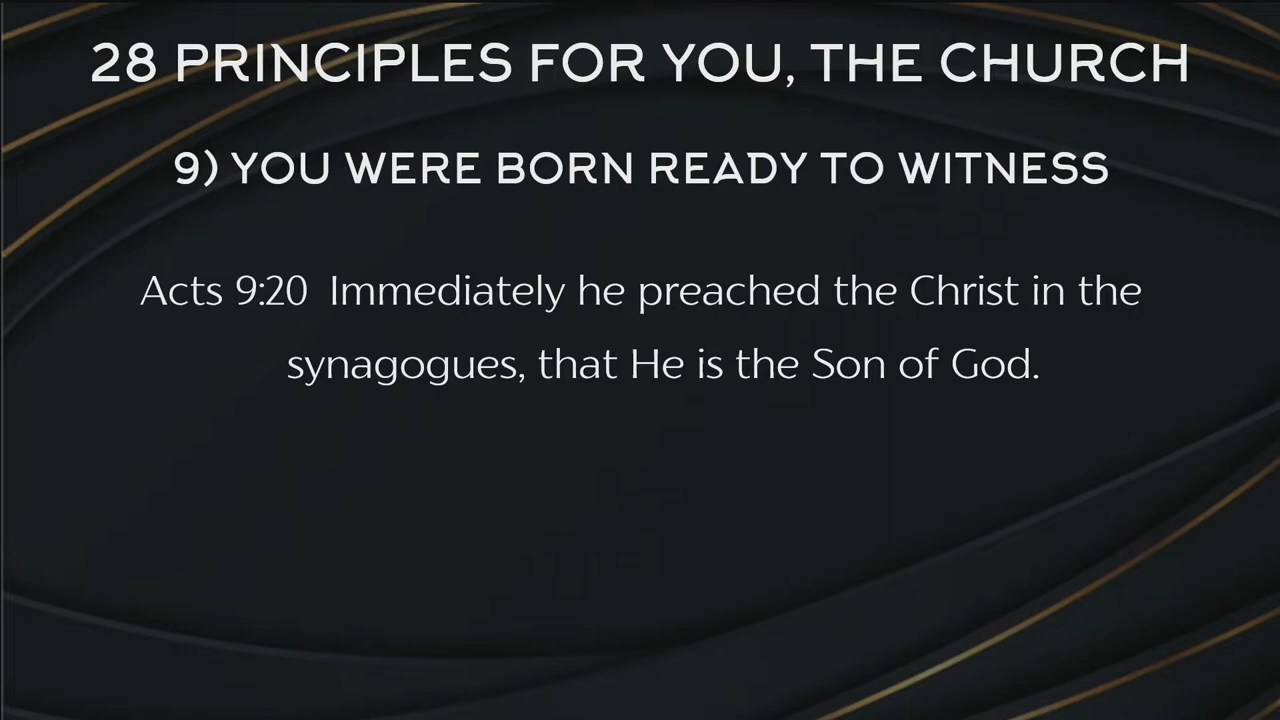 28 PRINCIPLES FOR YOU, THE CHURCH
9) YOU WERE BORN READY TO WITNESS
Acts 9:20  Immediately he preached the Christ in the
synagogues, that He is the Son of God.